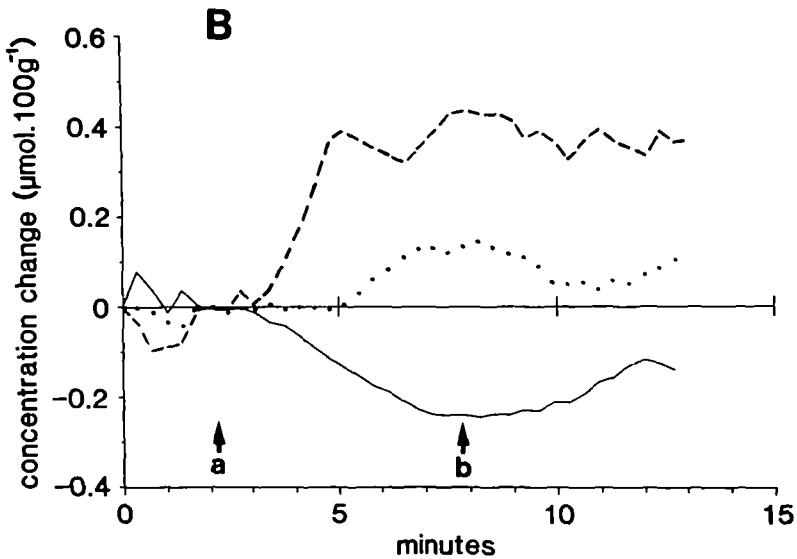 B
concentration change (µmol.100g⁻¹)
0.6
0.4
0.2
0
-0.2
-0.4
a
b
0 5 10 15
minutes